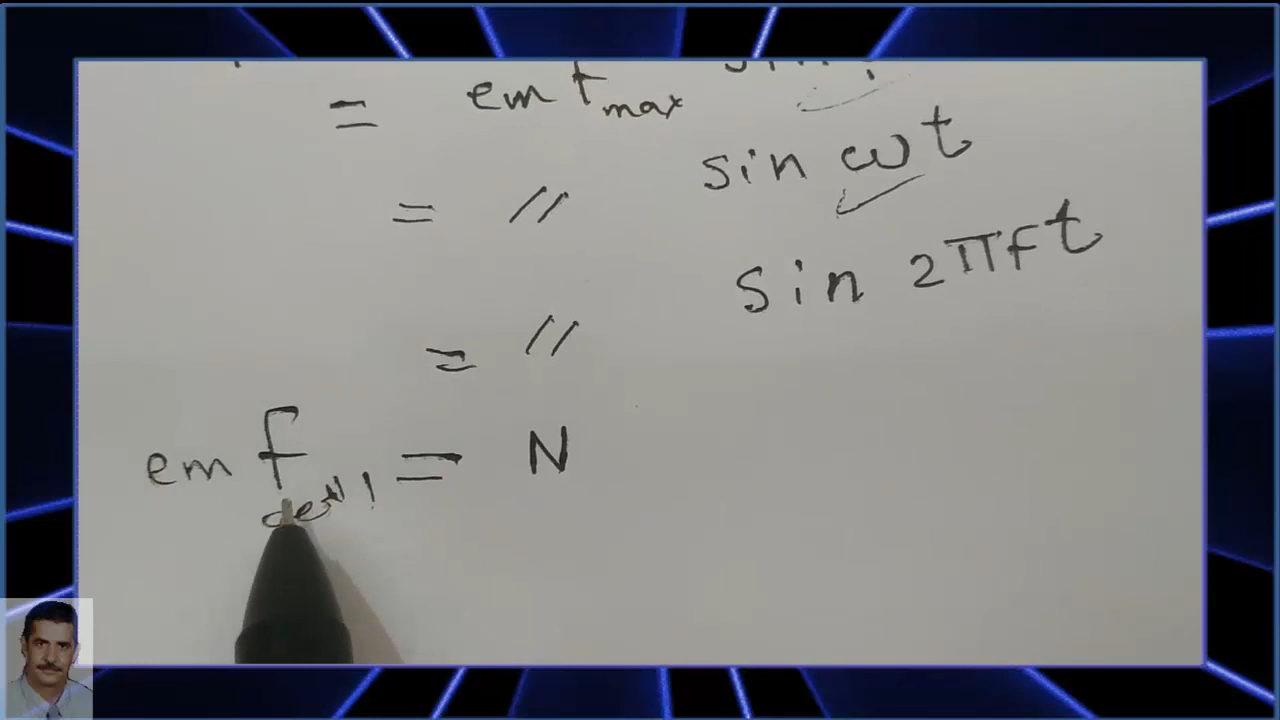 = emf max
= // sin ωt
= // sin 2πft
emf = N